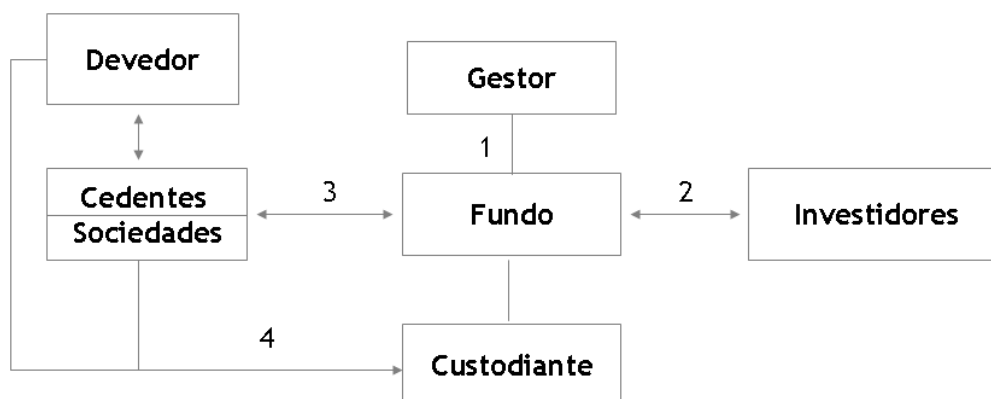 Devedor
Gestor
1
Cedentes
Sociedades
3
Fundo
2
Investidores
4
Custodiante